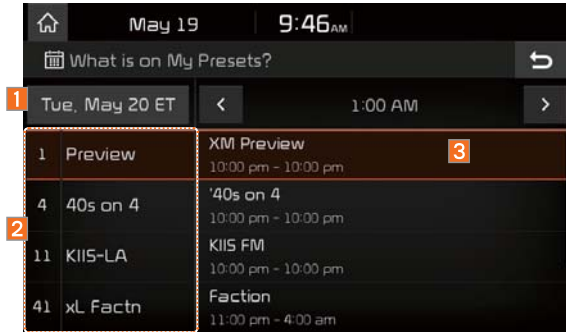 May 19 9:46AM
What is on My Presets?
1 Tue, May 20 ET < 1:00 AM >
1 Preview XM Preview 3
10:00 pm - 10:00 pm
4 40s on 4 '40s on 4
10:00 pm - 10:00 pm
2
11 KIIS-LA KIIS FM
10:00 pm - 10:00 pm
41 xL Factn Faction
11:00 pm - 4:00 am